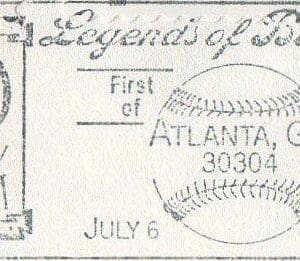 Legends of B
First
of
ATLANTA, G
30304
JULY 6